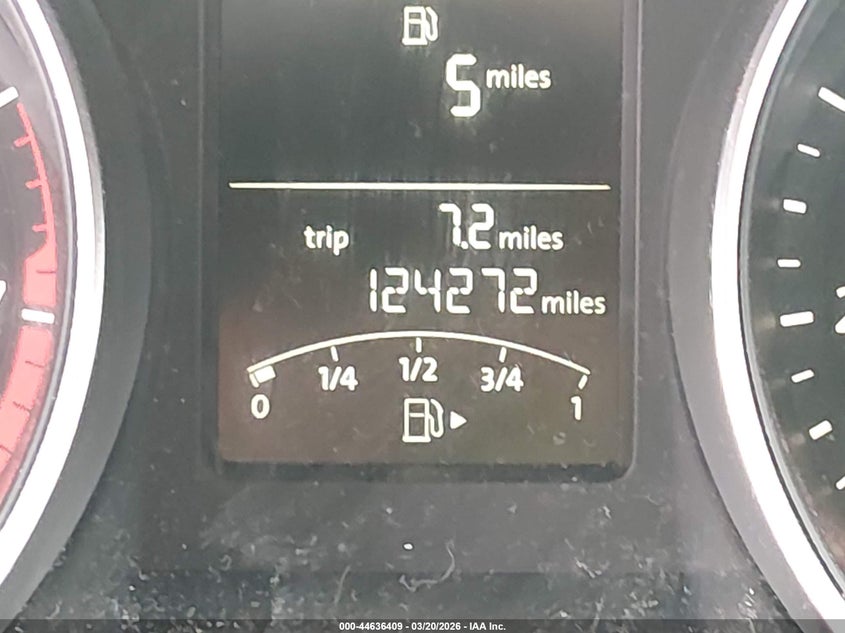 5 miles
trip 7.2 miles
124272 miles
0 1/4 1/2 3/4 1
000-44636409 - 03/20/2026 - IAA Inc.